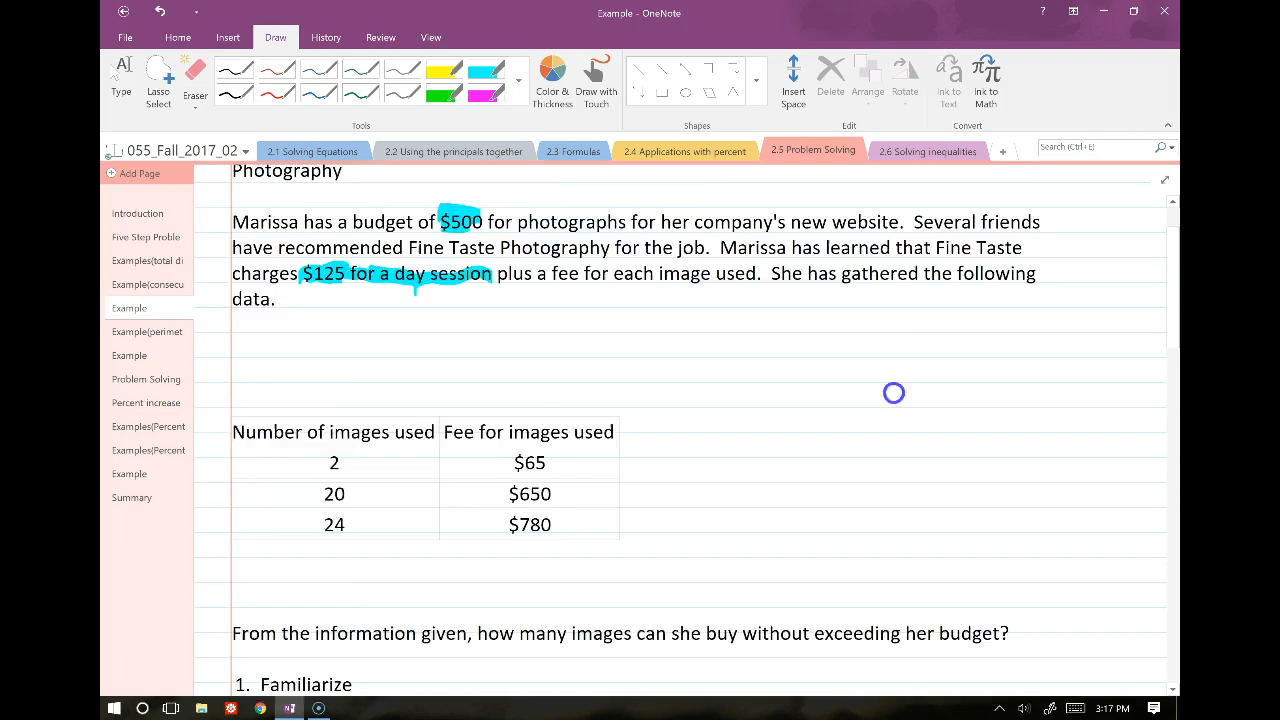 Example - OneNote
?
File Home Insert Draw History Review View
Type
Lasso Select
Eraser
Color & Thickness
Draw with Touch
Insert Space
Delete
Arrange
Rotate
Ink to Text
Ink to Math
Tools Shapes Edit Convert
055_Fall_2017_02 2.1 Solving Equations 2.2 Using the principals together 2.3 Formulas 2.4 Applications with percent 2.5 Problem Solving 2.6 Solving inequalities + Search (Ctrl+E)
Add Page
Introduction
Five Step Proble
Examples(total di
Example(consecu
Example
Example(perimet
Example
Problem Solving
Percent increase
Examples(Percent
Examples(Percent
Example
Summary
Photography
Marissa has a budget of $500 for photographs for her company's new website. Several friends
have recommended Fine Taste Photography for the job. Marissa has learned that Fine Taste
charges $125 for a day session plus a fee for each image used. She has gathered the following
data.
Number of images used Fee for images used
2 $65
20 $650
24 $780
From the information given, how many images can she buy without exceeding her budget?
1. Familiarize
3:17 PM